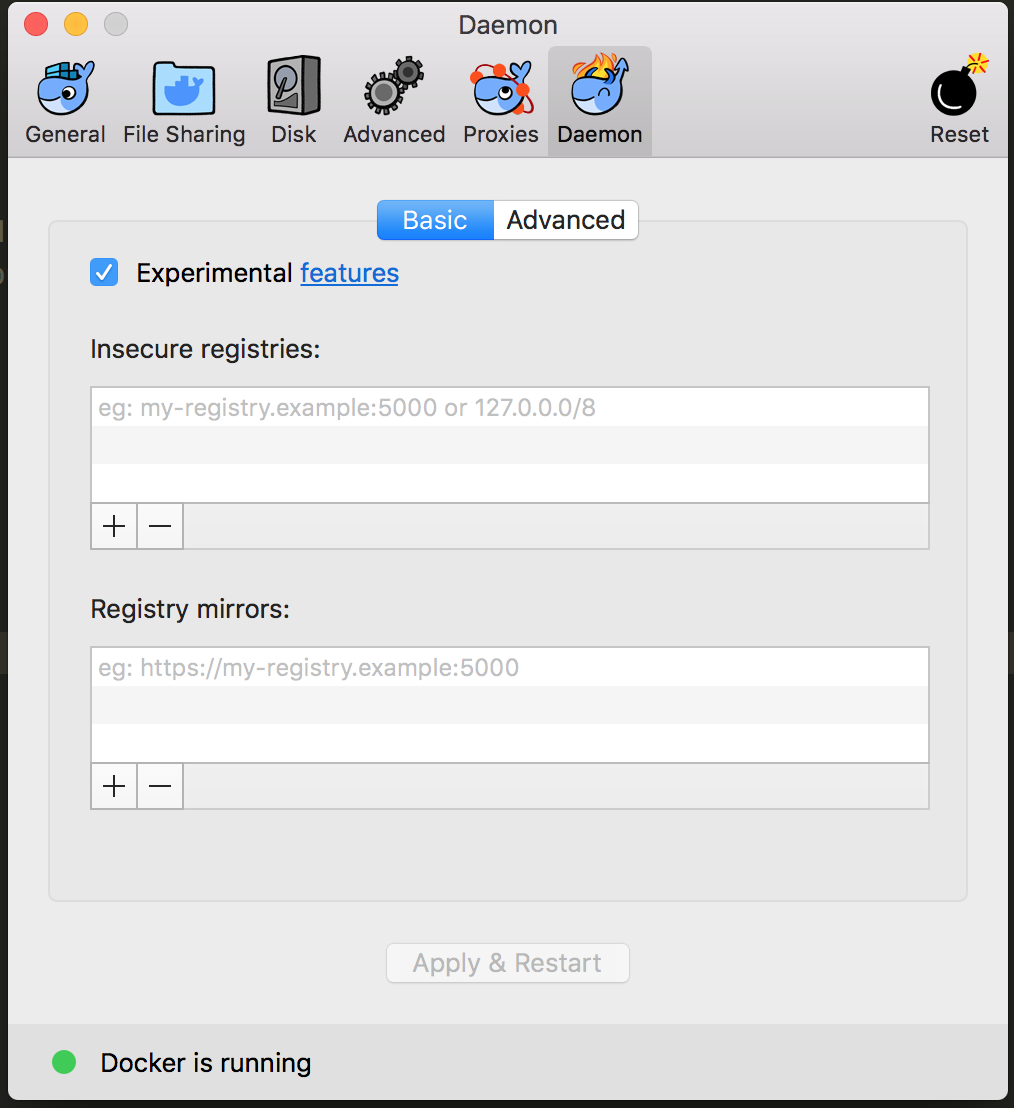 Daemon
General File Sharing Disk Advanced Proxies Daemon Reset
Basic Advanced
Experimental features
Insecure registries:
eg: my-registry.example:5000 or 127.0.0.0/8
Registry mirrors:
eg: https://my-registry.example:5000
Apply & Restart
Docker is running